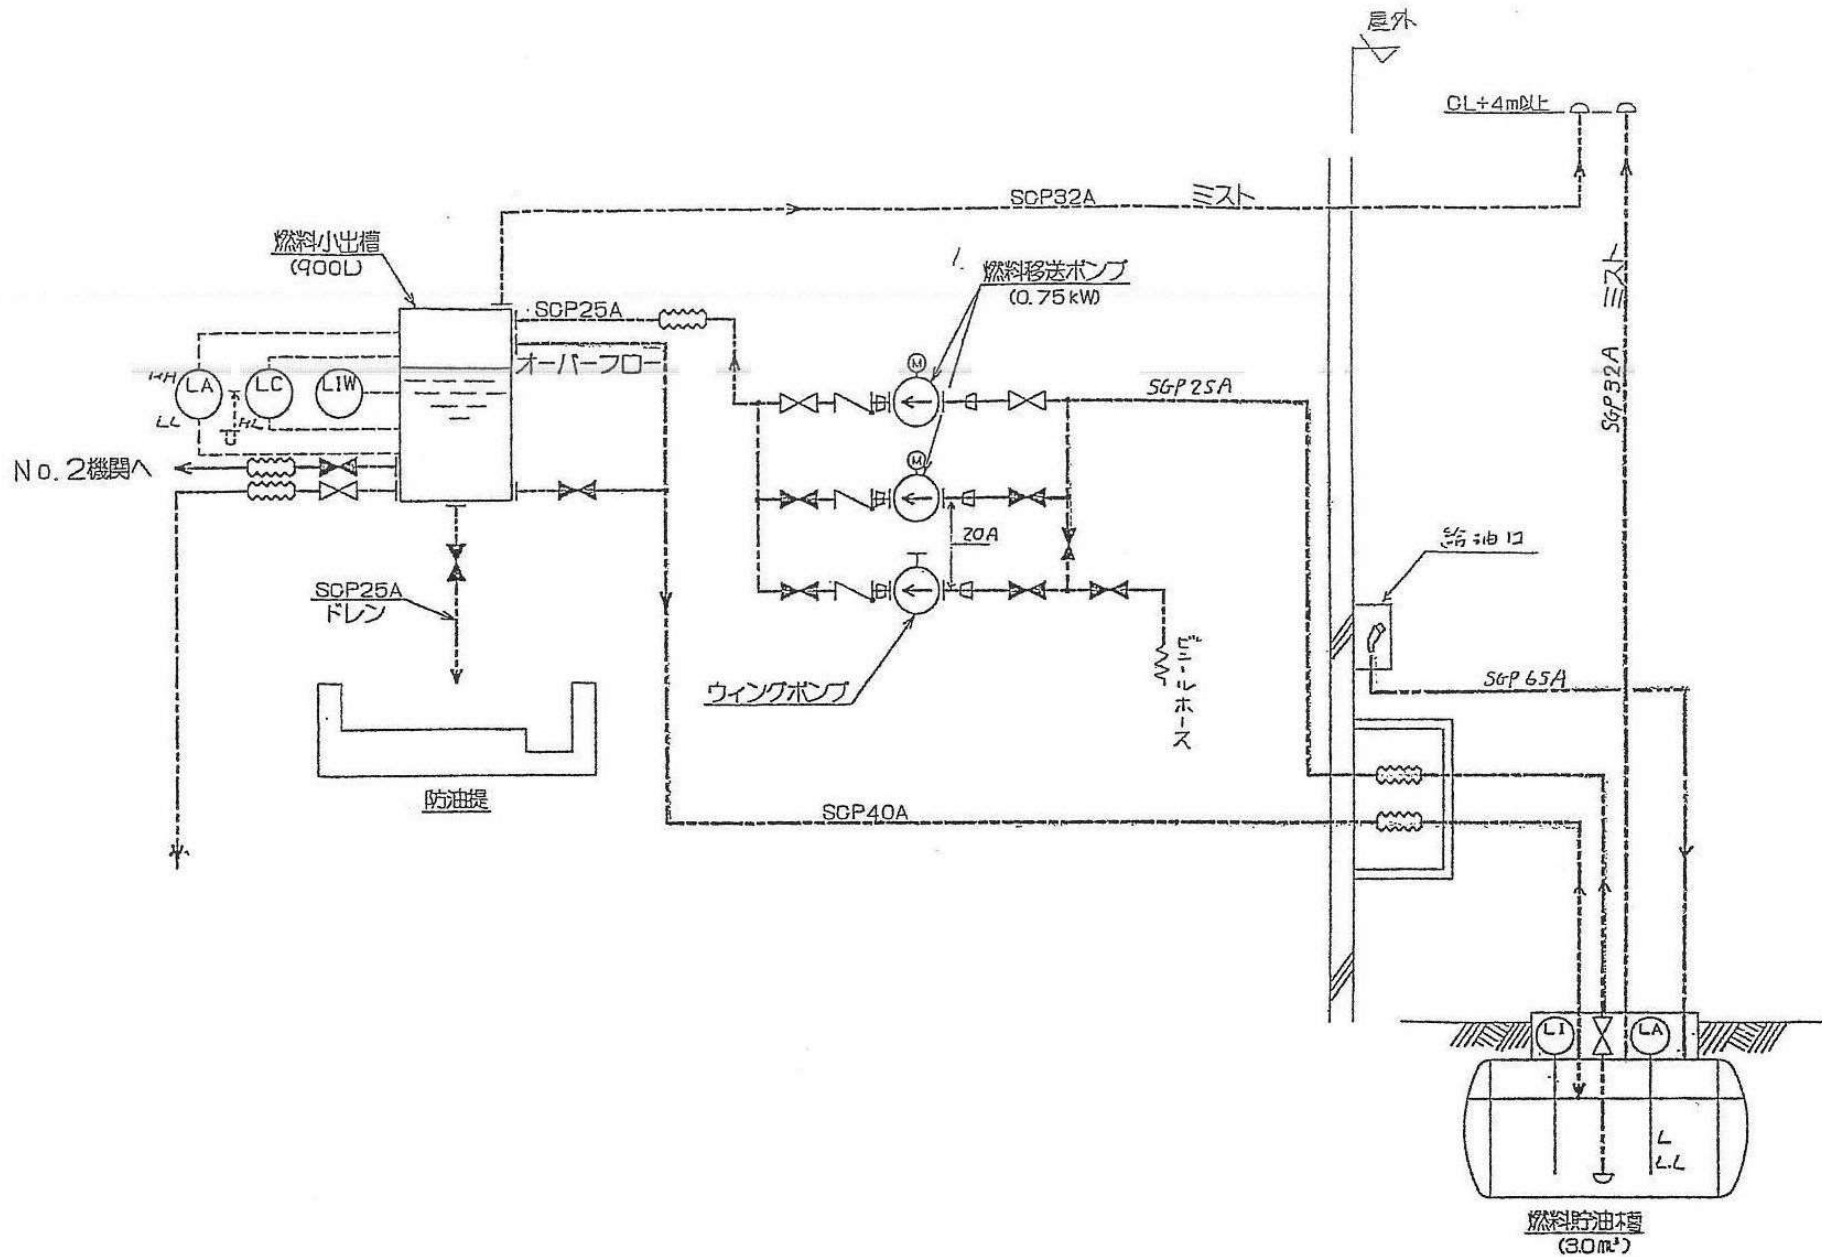 屋外
GL+4m以上
SGP32A
ミスト
燃料小出槽
(900L)
燃料移送ポンプ
(0.75kW)
SGP25A
オーバーフロー
M
LA
LC
LIW
LL
HL
SGP25A
SGP32A ミスト
No.2機関へ
M
20A
給油口
SGP25A
ドレン
ウィングポンプ
ビニールホース
SGP65A
防油提
SGP40A
LI
LA
L
L.L
燃料貯油槽
(3.0㎥)